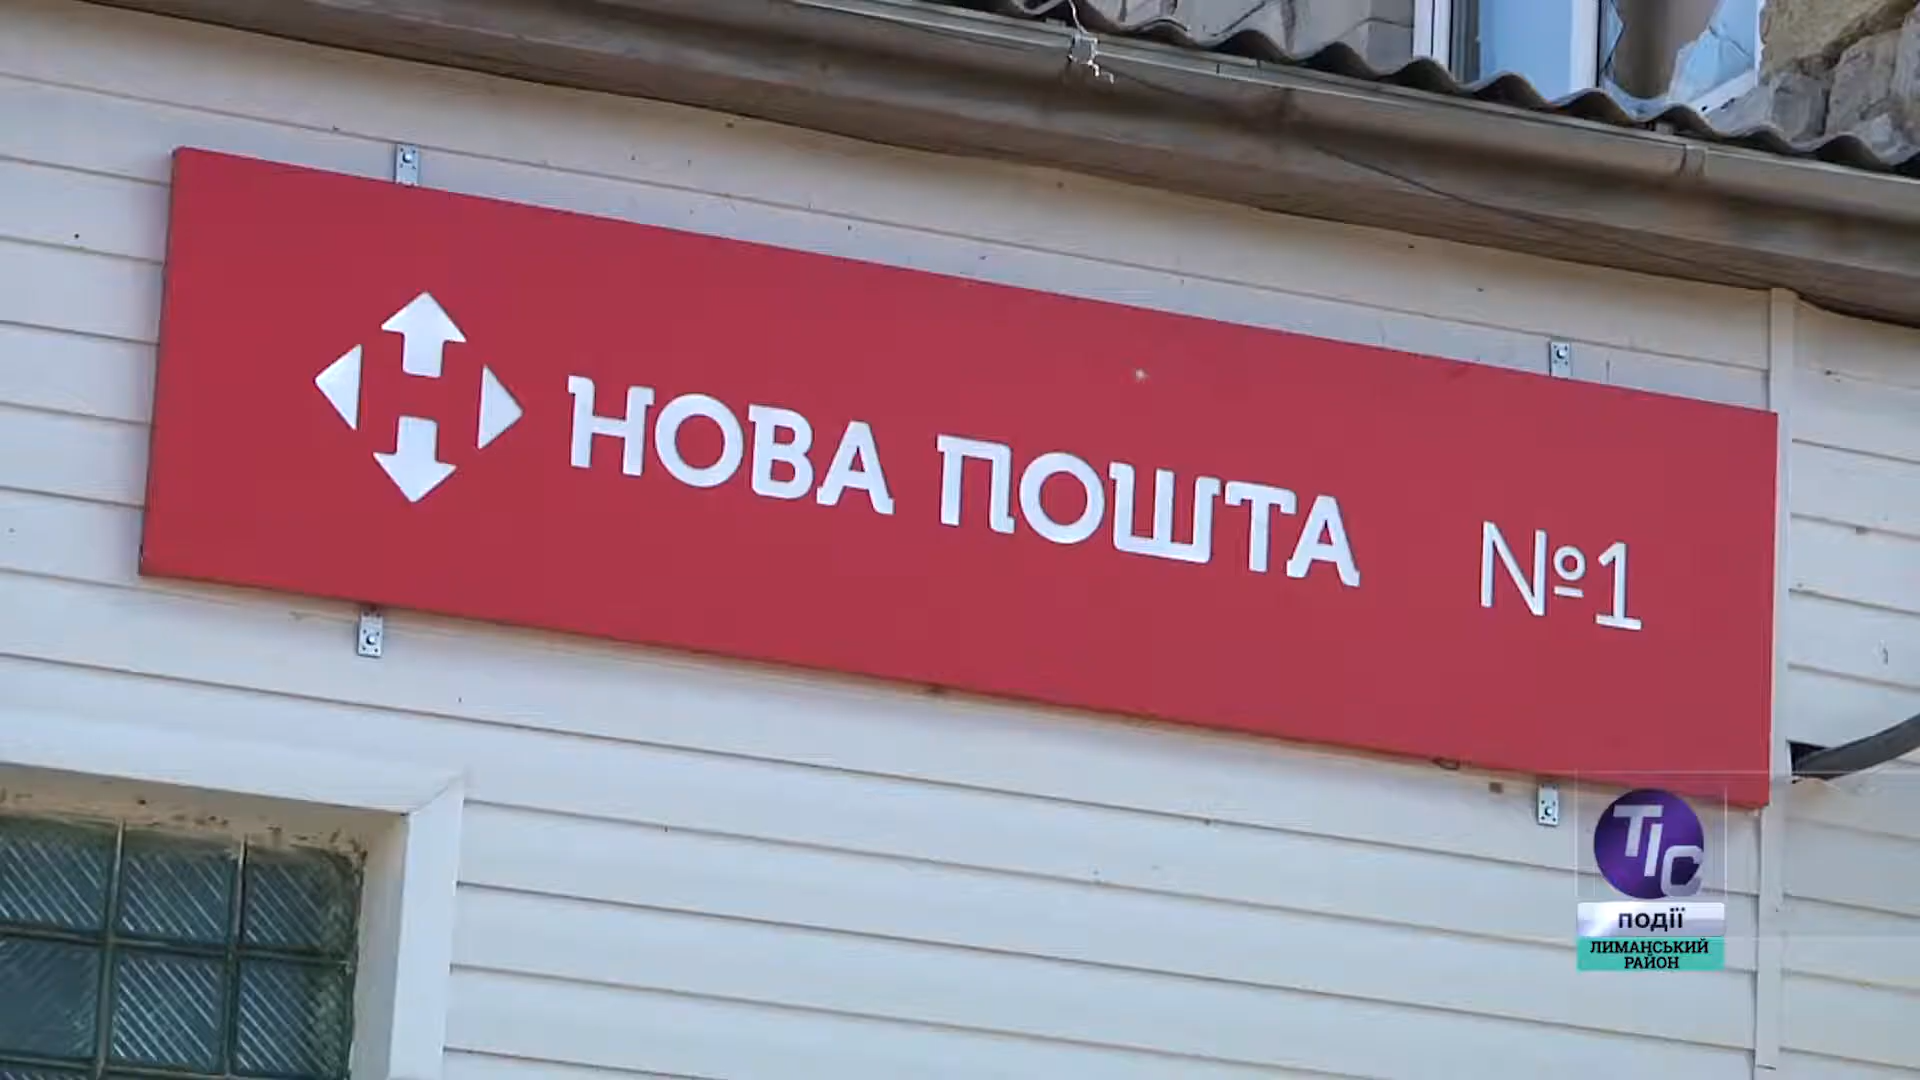 НОВА ПОШТА №1
ТІС
події
ЛИМАНСЬКИЙ
РАЙОН